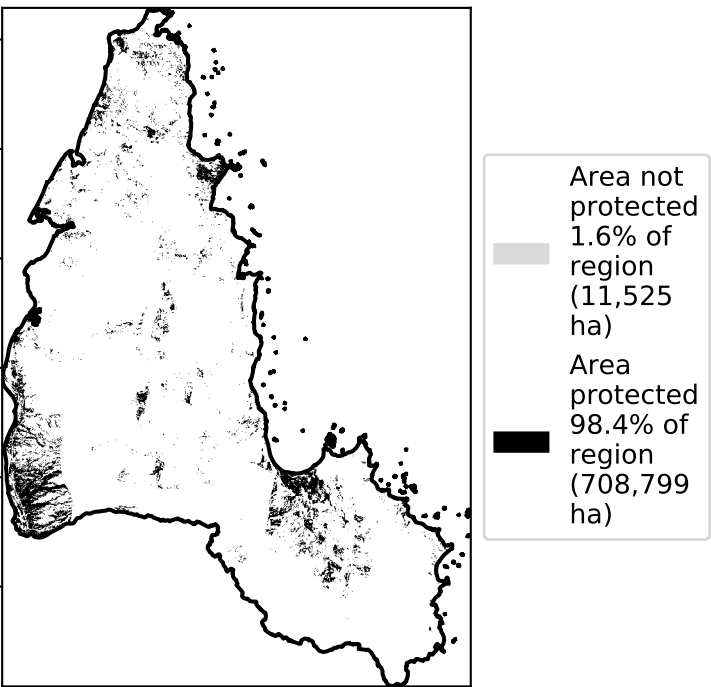 Area not
protected
1.6% of
region
(11,525
ha)
Area
protected
98.4% of
region
(708,799
ha)